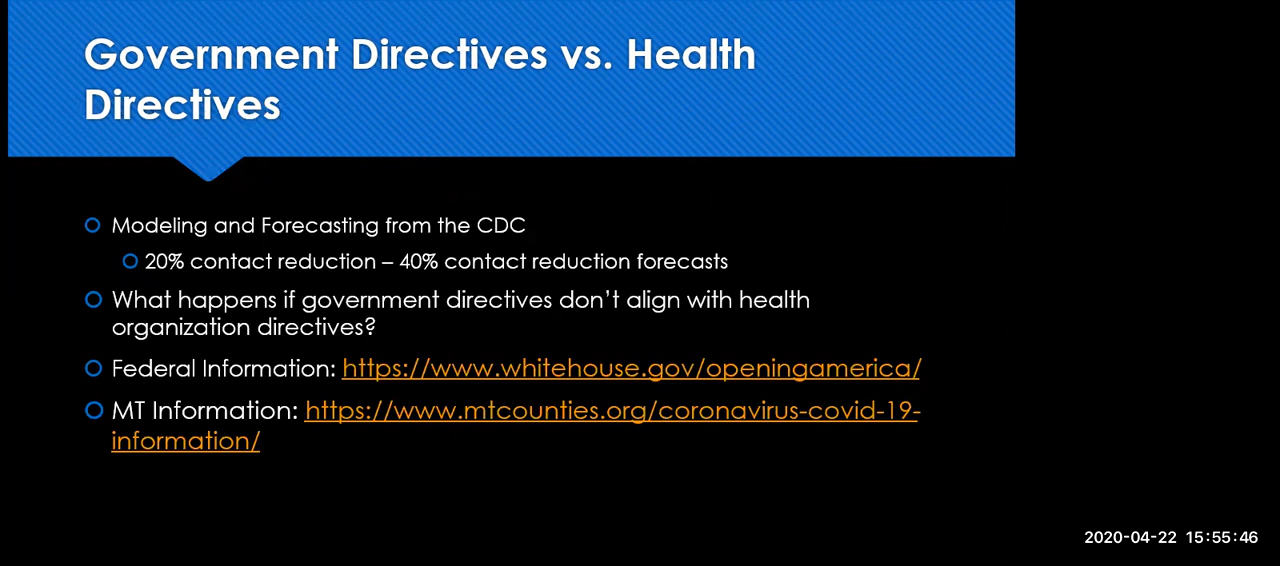 Government Directives vs. Health
Directives
Modeling and Forecasting from the CDC
20% contact reduction – 40% contact reduction forecasts
What happens if government directives don’t align with health
organization directives?
Federal Information: https://www.whitehouse.gov/openingamerica/
MT Information: https://www.mtcounties.org/coronavirus-covid-19-
information/
2020-04-22 15:55:46